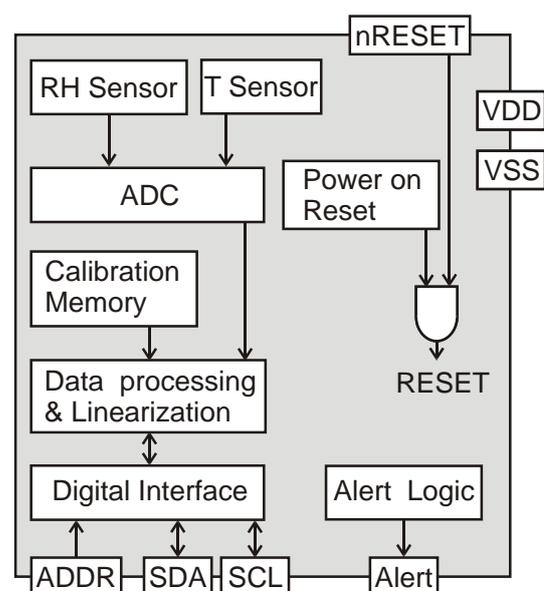 nRESET
RH Sensor
T Sensor
VDD
VSS
ADC
Power on
Reset
Calibration
Memory
Data processing
& Linearization
RESET
Digital Interface
Alert Logic
ADDR
SDA
SCL
Alert